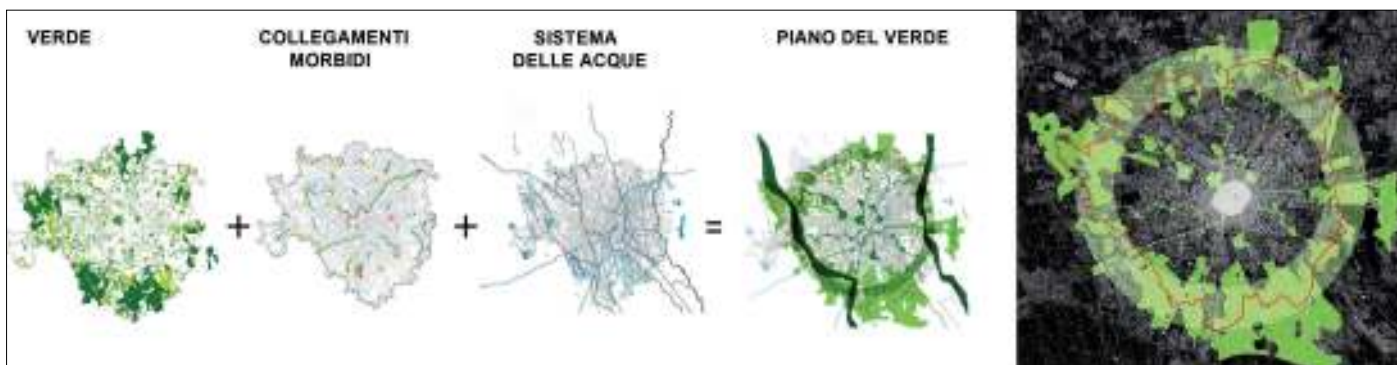 VERDE
COLLEGAMENTI
MORBIDI
SISTEMA
DELLE ACQUE
PIANO DEL VERDE
+
+
=